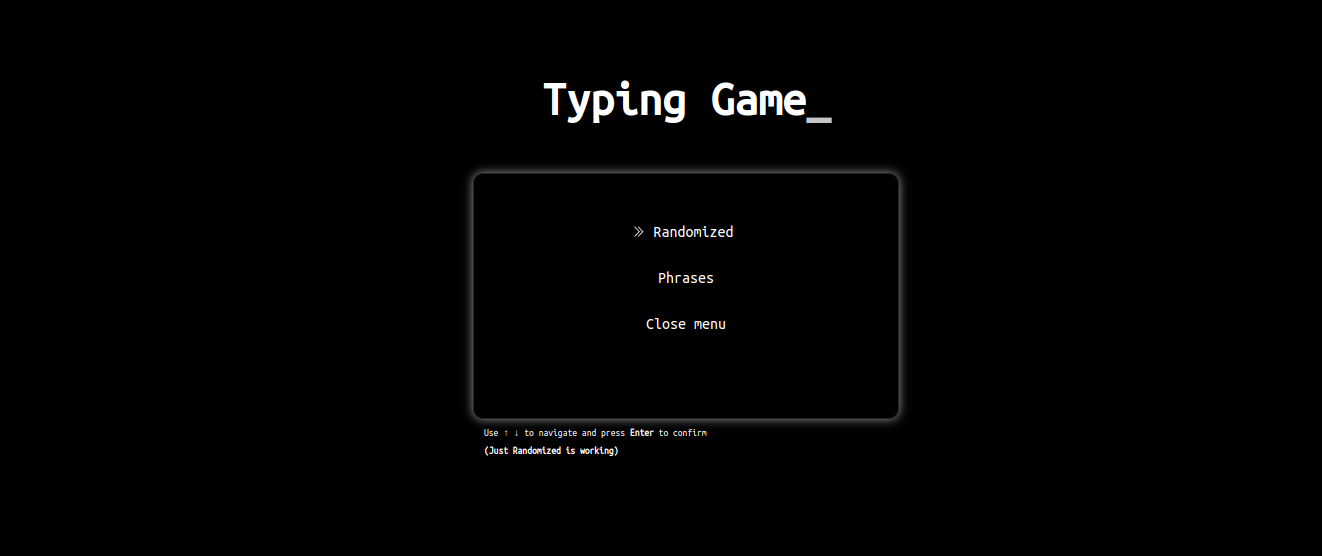 Typing Game_
» Randomized
Phrases
Close menu
Use ↑ ↓ to navigate and press Enter to confirm
(Just Randomized is working)